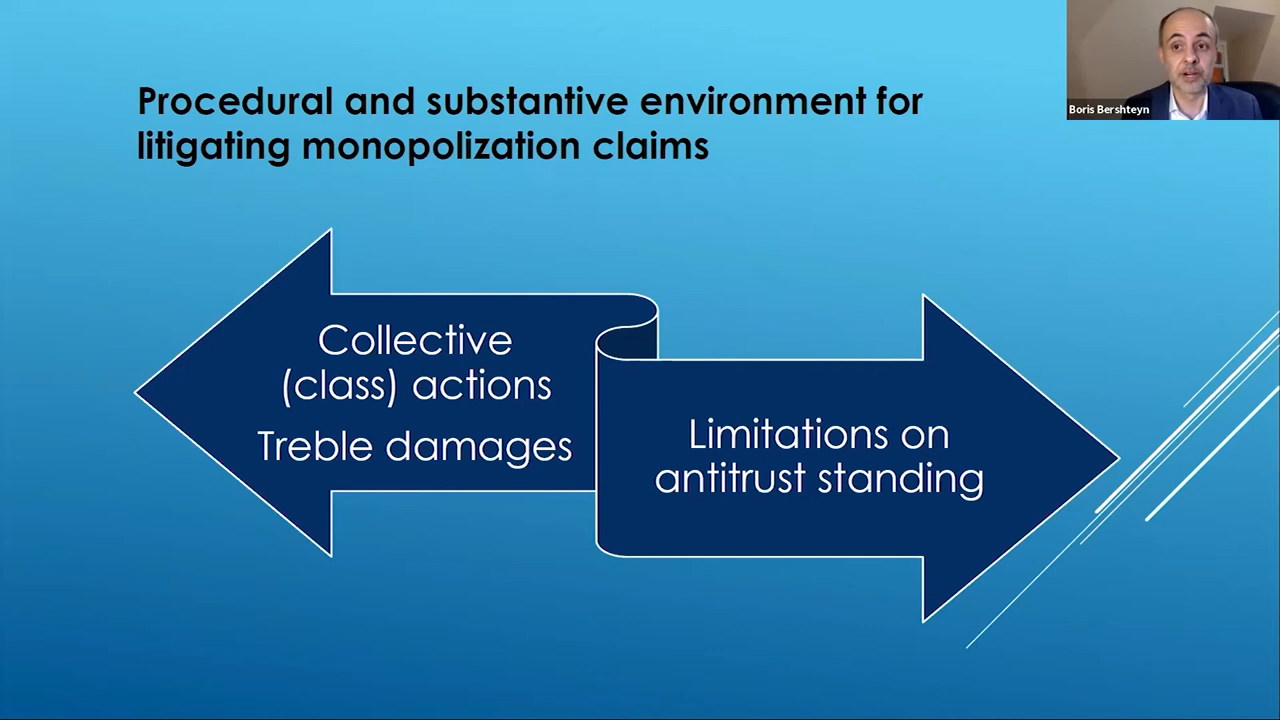 Procedural and substantive environment for
litigating monopolization claims
Boris Bershteyn
Collective
(class) actions
Treble damages
Limitations on
antitrust standing